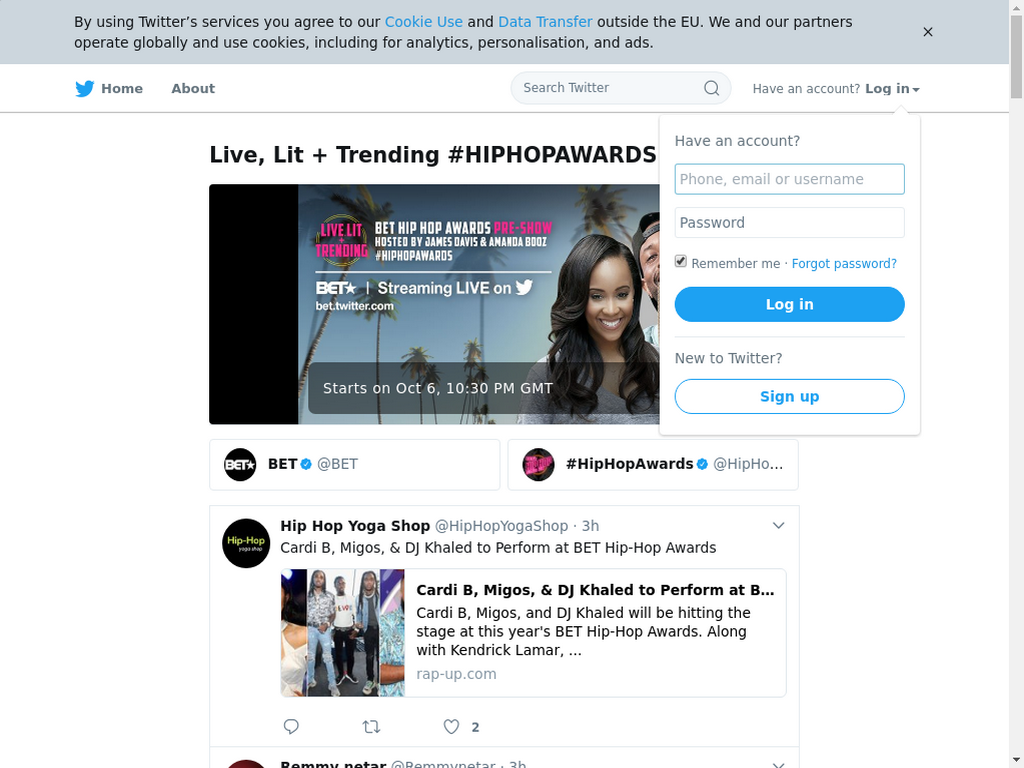 By using Twitter’s services you agree to our Cookie Use and Data Transfer outside the EU. We and our partners
operate globally and use cookies, including for analytics, personalisation, and ads.
Home
About
Search Twitter
Have an account? Log in
Have an account?
Phone, email or username
Password
Remember me · Forgot password?
Log in
New to Twitter?
Sign up
Live, Lit + Trending #HIPHOPAWARDS
LIVE LIT
+
TRENDING
BET HIP HOP AWARDS PRE-SHOW
HOSTED BY JAMES DAVIS & AMANDA BOOZ
#HIPHOPAWARDS
BET★ | Streaming LIVE on
bet.twitter.com
Starts on Oct 6, 10:30 PM GMT
BET★
BET @BET
#HipHopAwards @HipHo...
Hip-Hop
yoga shop
Hip Hop Yoga Shop @HipHopYogaShop · 3h
Cardi B, Migos, & DJ Khaled to Perform at BET Hip-Hop Awards
Cardi B, Migos, & DJ Khaled to Perform at B...
Cardi B, Migos, and DJ Khaled will be hitting the
stage at this year's BET Hip-Hop Awards. Along
with Kendrick Lamar, ...
rap-up.com
2
Remmy netar @Remmynetar · 3h